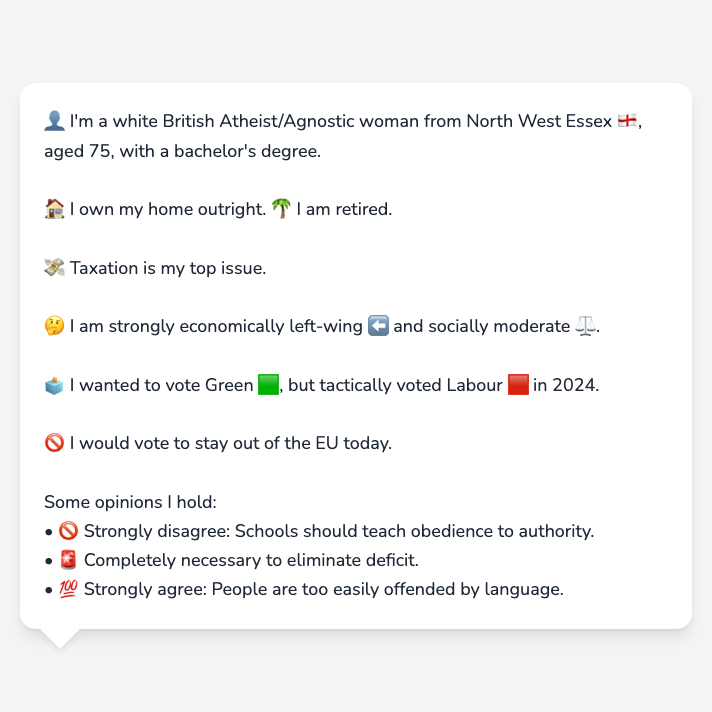 👤 I'm a white British Atheist/Agnostic woman from North West Essex 🏴󠁧󠁢󠁥󠁮󠁧󠁿,
aged 75, with a bachelor's degree.
🏠 I own my home outright. 🌴 I am retired.
💸 Taxation is my top issue.
🤔 I am strongly economically left-wing ⬅️ and socially moderate ⚖️.
🗳️ I wanted to vote Green 🟩, but tactically voted Labour 🟥 in 2024.
🚫 I would vote to stay out of the EU today.
Some opinions I hold:
• 🚫 Strongly disagree: Schools should teach obedience to authority.
• 🚨 Completely necessary to eliminate deficit.
• 💯 Strongly agree: People are too easily offended by language.